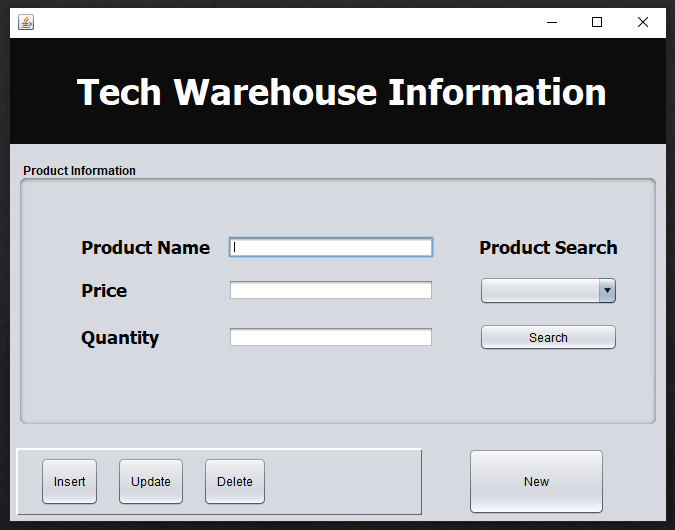 Tech Warehouse Information
Product Information
Product Name
Product Search
Price
Quantity
Search
Insert
Update
Delete
New